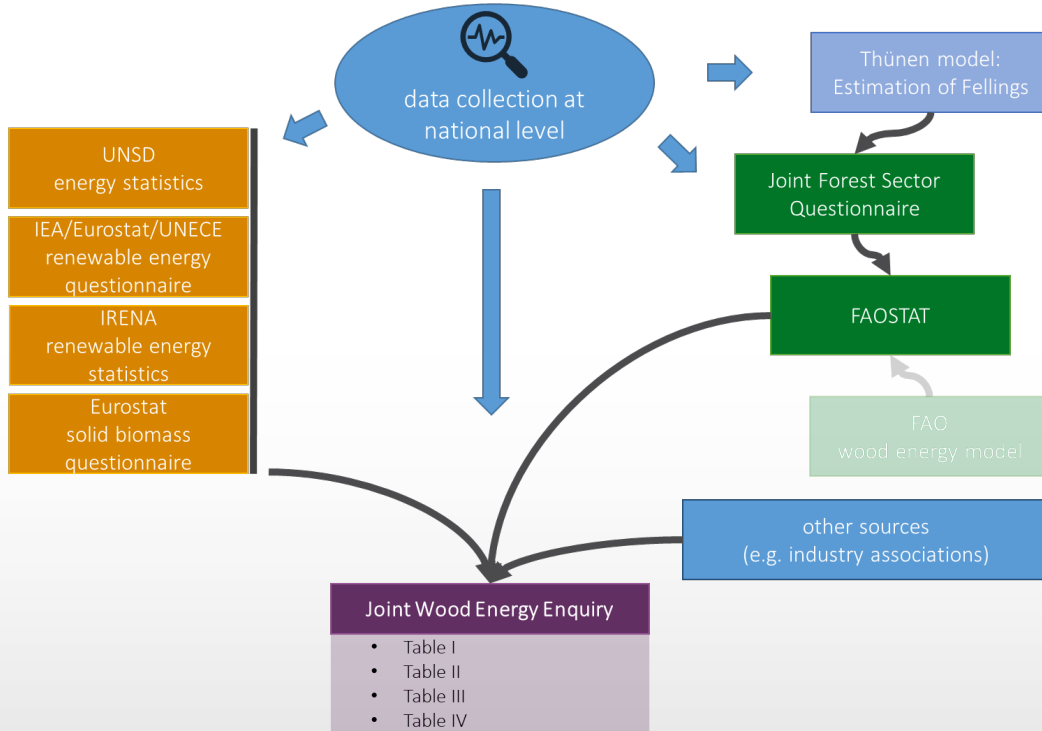 data collection at
national level
Thünen model:
Estimation of Fellings
UNSD
energy statistics
IEA/Eurostat/UNECE
renewable energy
questionnaire
IRENA
renewable energy
statistics
Eurostat
solid biomass
questionnaire
Joint Forest Sector
Questionnaire
FAOSTAT
FAO
wood energy model
other sources
(e.g. industry associations)
Joint Wood Energy Enquiry
• Table I
• Table II
• Table III
• Table IV